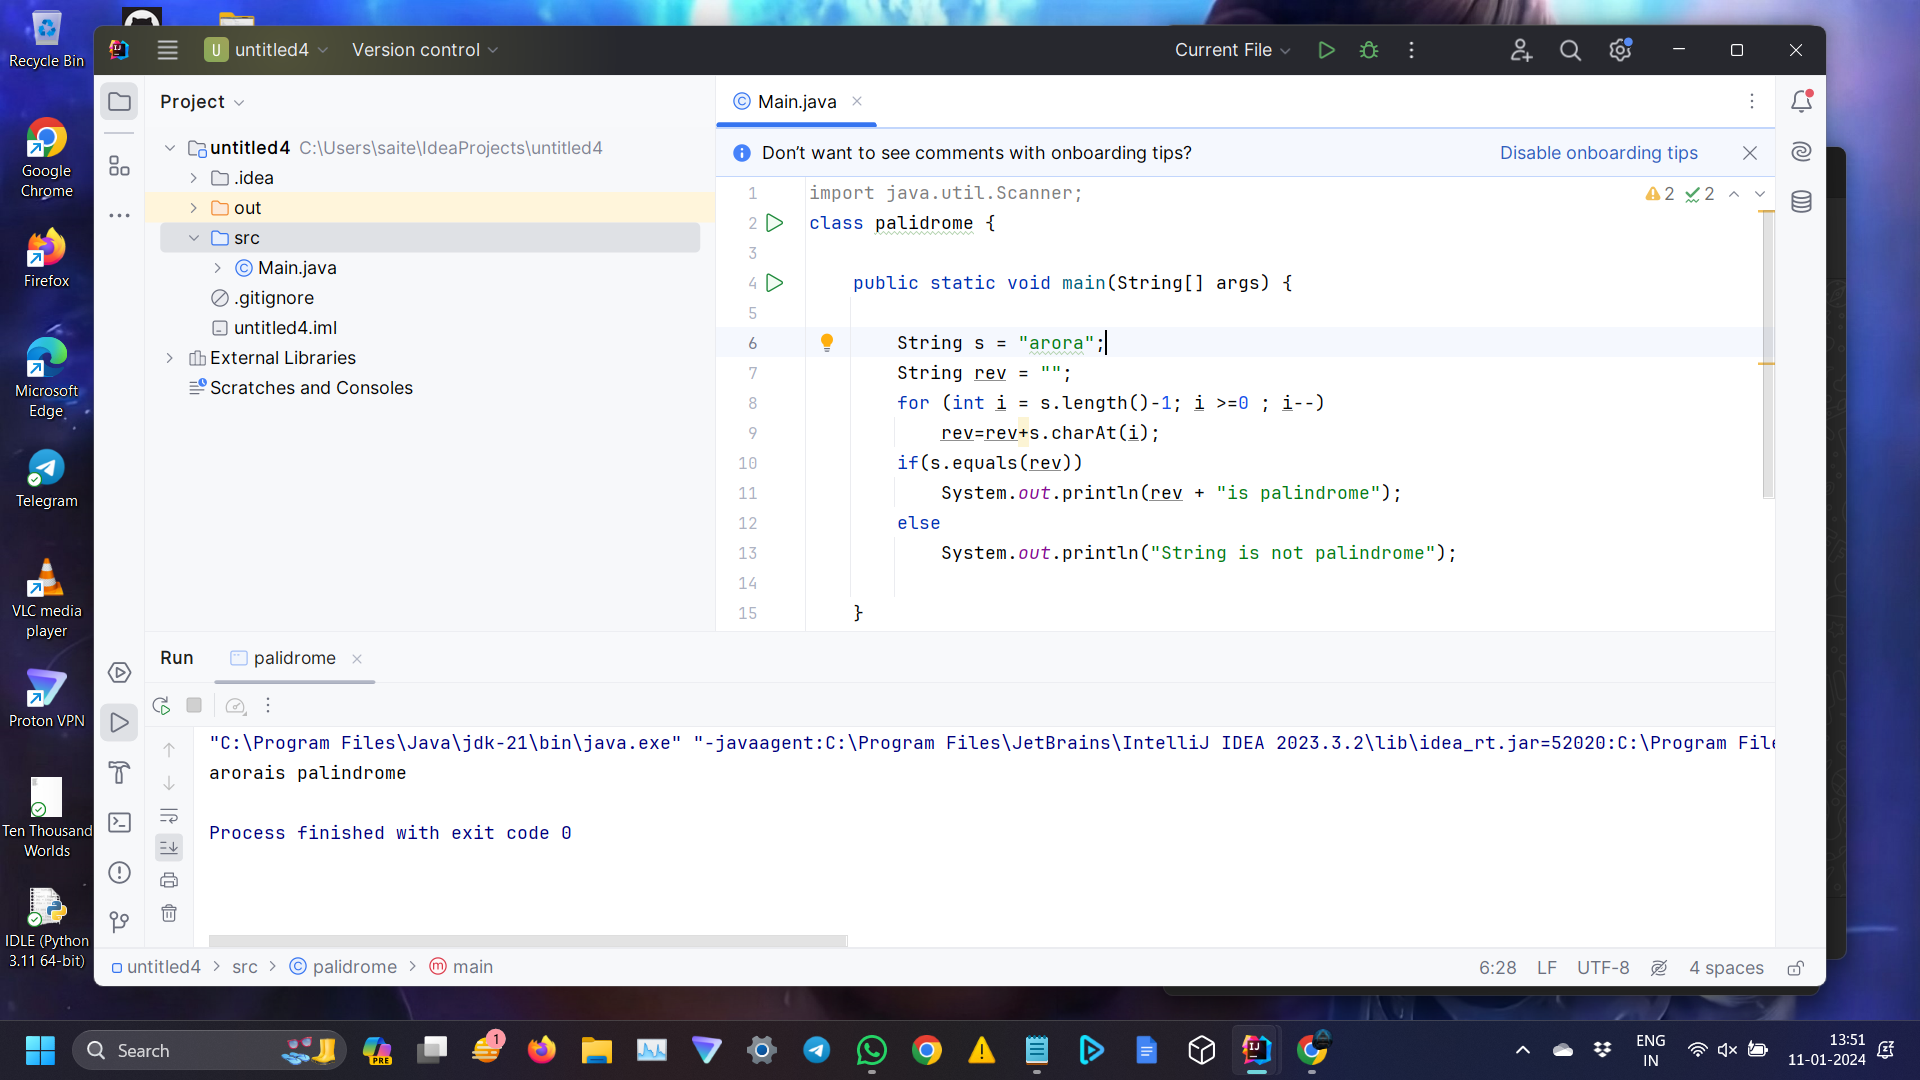 Recycle Bin
Google Chrome
Firefox
Microsoft Edge
Telegram
VLC media player
Proton VPN
Ten Thousand Worlds
IDLE (Python 3.11 64-bit)
U untitled4 Version control Current File
Project
untitled4 C:\Users\saite\IdeaProjects\untitled4
.idea
out
src
Main.java
.gitignore
untitled4.iml
External Libraries
Scratches and Consoles
Main.java
Don't want to see comments with onboarding tips? Disable onboarding tips
2 2
1 import java.util.Scanner;
2 class palidrome {
3
4 public static void main(String[] args) {
5
6 String s = "arora";
7 String rev = "";
8 for (int i = s.length()-1; i >=0 ; i--)
9 rev=rev+s.charAt(i);
10 if(s.equals(rev))
11 System.out.println(rev + "is palindrome");
12 else
13 System.out.println("String is not palindrome");
14
15 }
Run palidrome
"C:\Program Files\Java\jdk-21\bin\java.exe" "-javaagent:C:\Program Files\JetBrains\IntelliJ IDEA 2023.3.2\lib\idea_rt.jar=52020:C:\Program File
arorais palindrome
Process finished with exit code 0
untitled4 > src > palidrome > main 6:28 LF UTF-8 4 spaces
Search PRE 1 ENG IN 13:51 11-01-2024